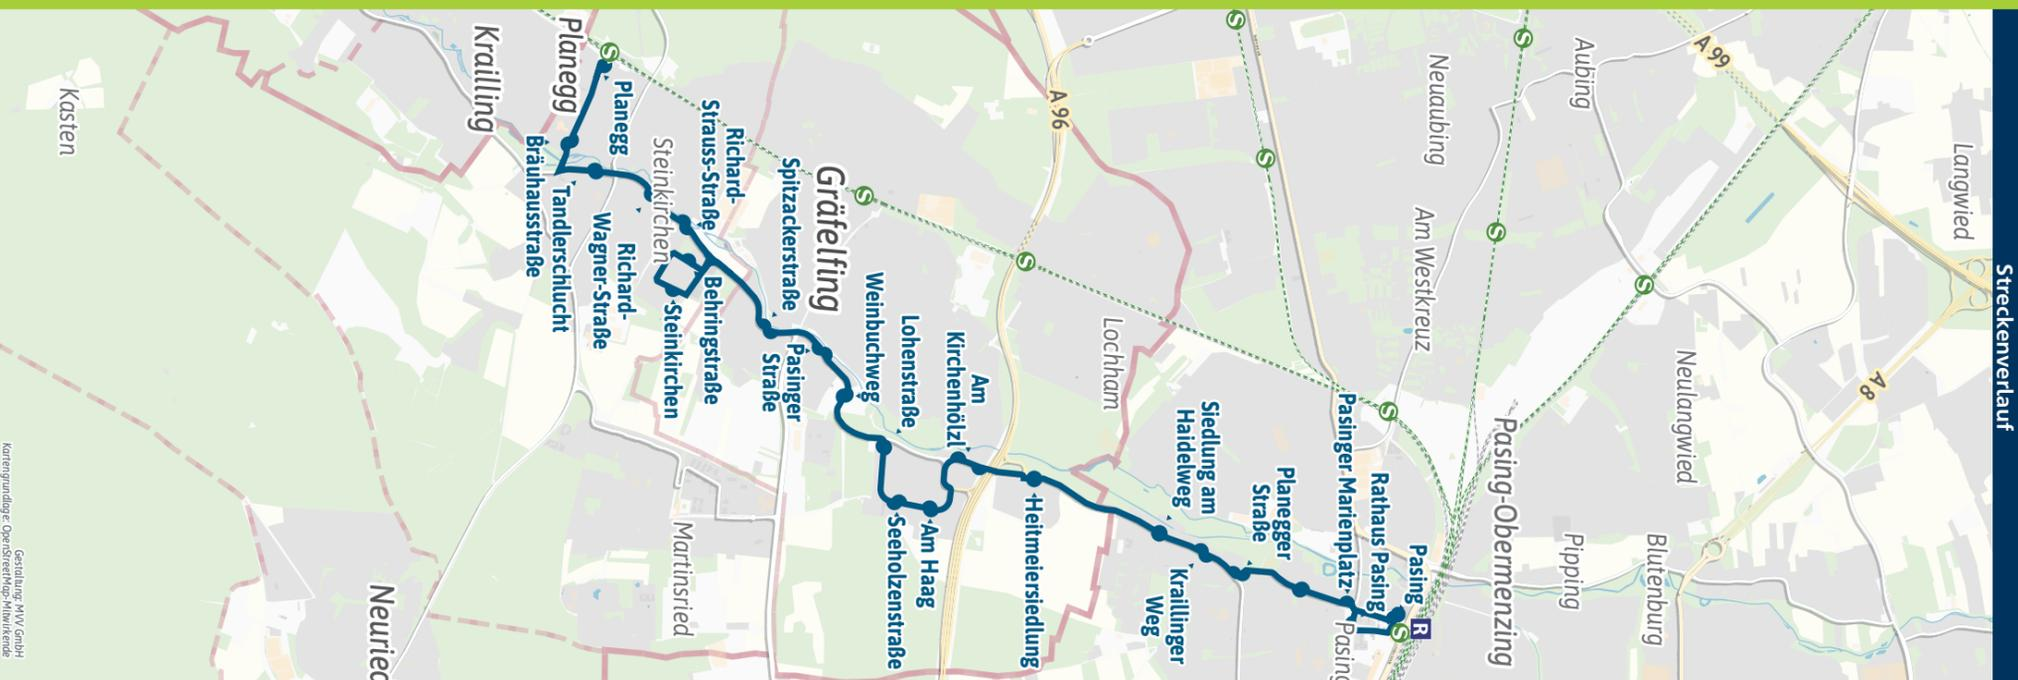 Streckenverlauf
Langwied
A 99
Aubing
Neuaubing
Am Westkreuz
Neulangwied
A 8
Pasing-Obermenzing
Blutenburg
Pipping
Pasing
R
Rathaus Pasing
Pasinger Marienplatz
Pasing
Planegger
Straße
Siedlung am
Haidelweg
Kraillinger
Weg
Lochham
A 96
Heitmeiersiedlung
Am
Kirchenhölzl
Am Haag
Lohenstraße
Seeholzenstraße
Weinbuchweg
Gräfelfing
Spitzackerstraße
Pasinger
Straße
Richard-
Strauss-Straße
Behringstraße
Steinkirchen
Steinkirchen
Martinsried
Planegg
Richard-
Wagner-Straße
Planegg
Tandlerschlucht
Bräuhausstraße
Krailling
Neuried
Kasten
Gestaltung: MVV GmbH
Kartengrundlage: OpenStreetMap-Mitwirkende
S
S
S
S
S
S
S
S
S
S